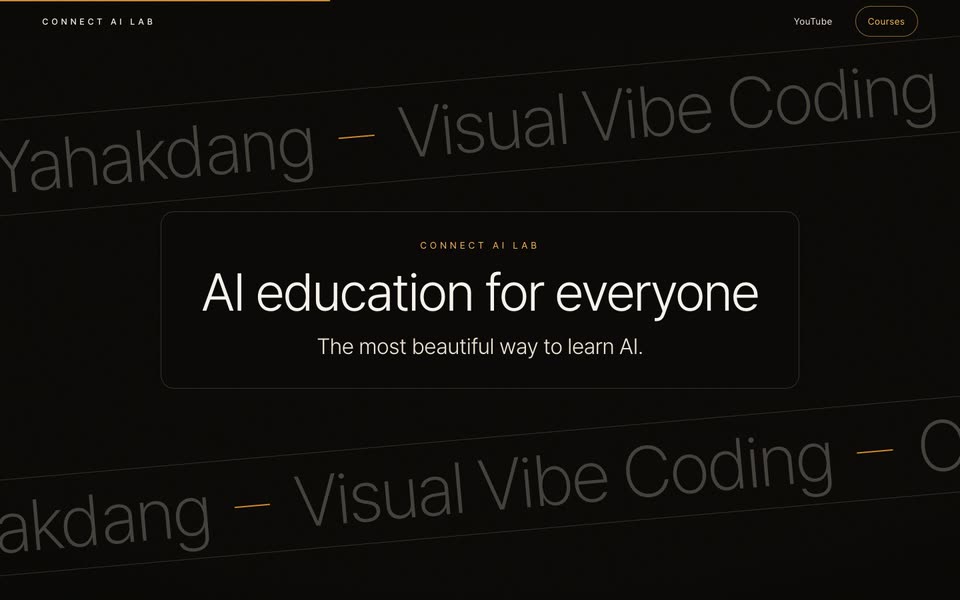 CONNECT AI LAB
YouTube
Courses
Yahakdang — Visual Vibe Coding
CONNECT AI LAB
AI education for everyone
The most beautiful way to learn AI.
akdang — Visual Vibe Coding — C